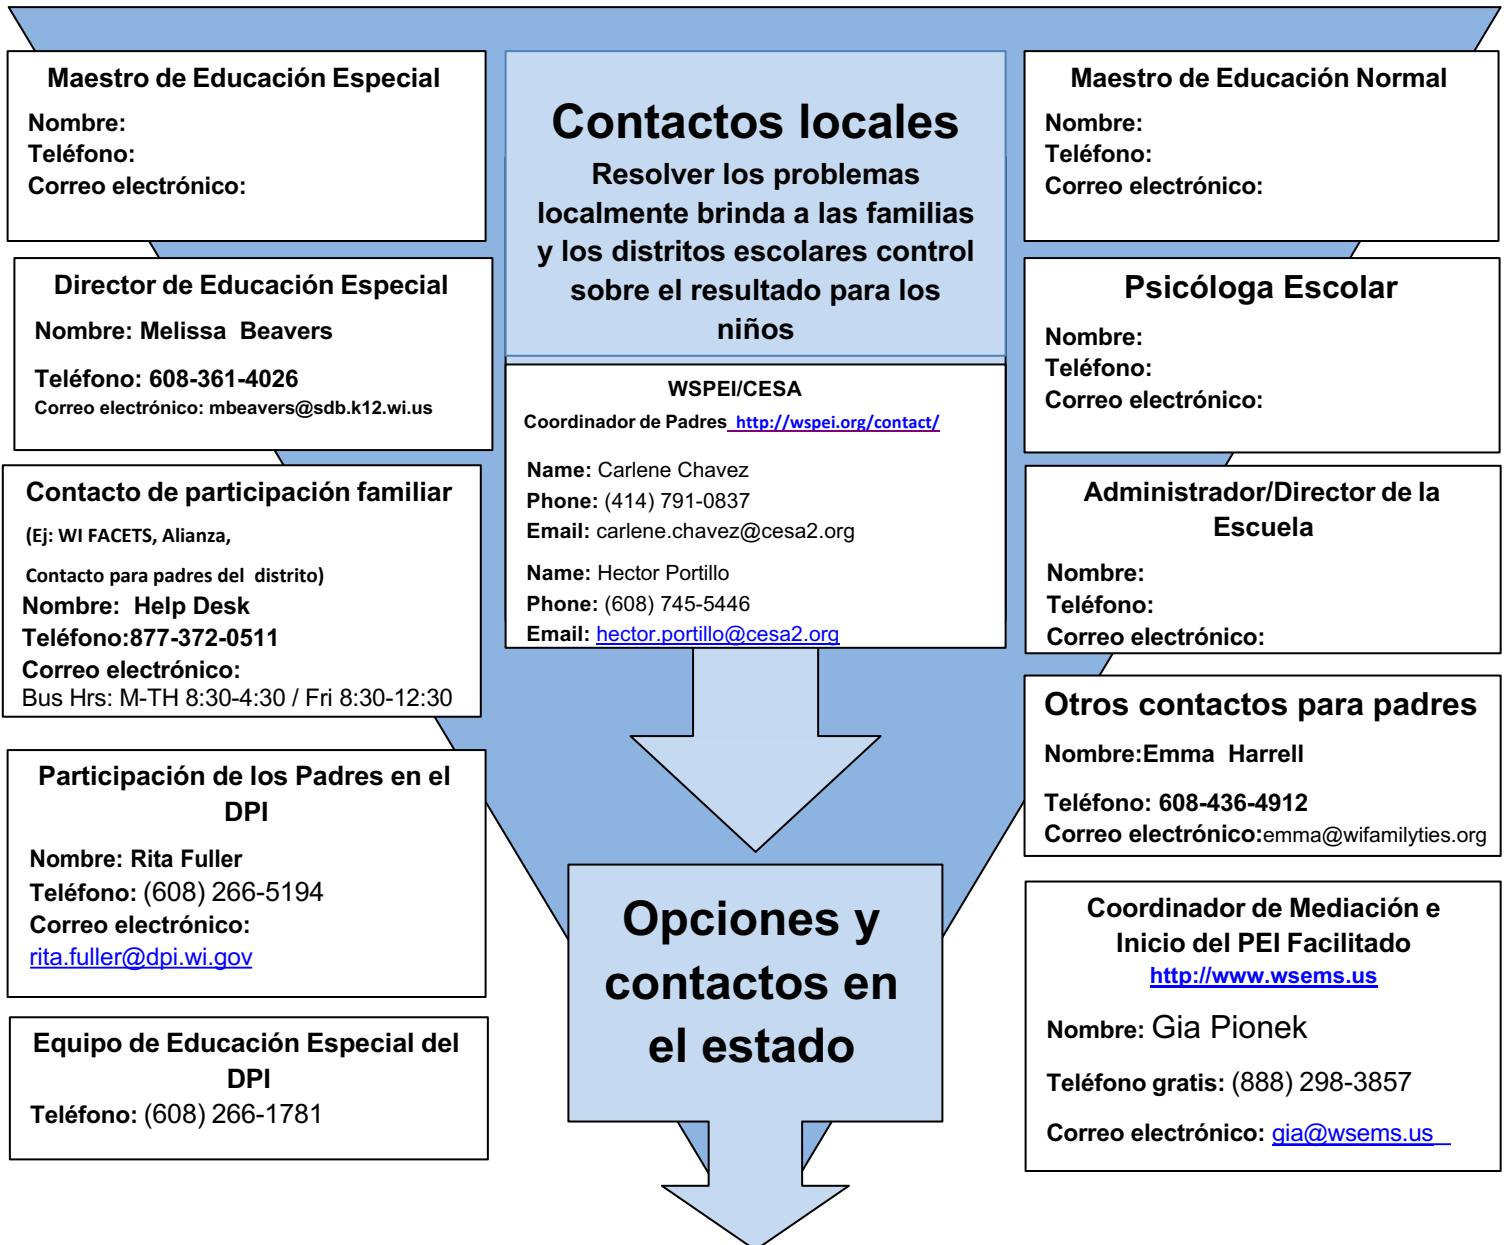 Maestro de Educación Especial
Nombre:
Teléfono:
Correo electrónico:
Director de Educación Especial
Nombre: Melissa Beavers
Teléfono: 608-361-4026
Correo electrónico: mbeavers@sdb.k12.wi.us
Contacto de participación familiar
(Ej: WI FACETS, Alianza,
Contacto para padres del distrito)
Nombre: Help Desk
Teléfono:877-372-0511
Correo electrónico:
Bus Hrs: M-TH 8:30-4:30 / Fri 8:30-12:30
Participación de los Padres en el
DPI
Nombre: Rita Fuller
Teléfono: (608) 266-5194
Correo electrónico:
rita.fuller@dpi.wi.gov
Equipo de Educación Especial del
DPI
Teléfono: (608) 266-1781
Contactos locales
Resolver los problemas
localmente brinda a las familias
y los distritos escolares control
sobre el resultado para los
niños
WSPEI/CESA
Coordinador de Padres http://wspei.org/contact/
Name: Carlene Chavez
Phone: (414) 791-0837
Email: carlene.chavez@cesa2.org
Name: Hector Portillo
Phone: (608) 745-5446
Email: hector.portillo@cesa2.org
Opciones y
contactos en
el estado
Maestro de Educación Normal
Nombre:
Teléfono:
Correo electrónico:
Psicóloga Escolar
Nombre:
Teléfono:
Correo electrónico:
Administrador/Director de la
Escuela
Nombre:
Teléfono:
Correo electrónico:
Otros contactos para padres
Nombre:Emma Harrell
Teléfono: 608-436-4912
Correo electrónico:emma@wifamilyties.org
Coordinador de Mediación e
Inicio del PEI Facilitado
http://www.wsems.us
Nombre: Gia Pionek
Teléfono gratis: (888) 298-3857
Correo electrónico: gia@wsems.us